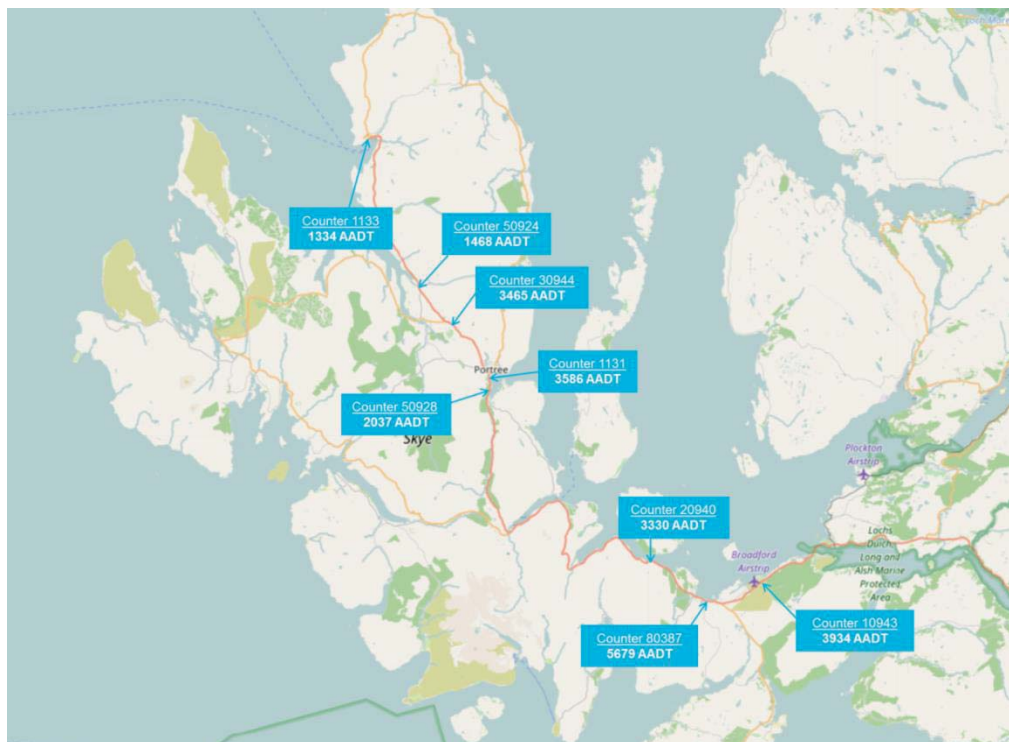 Counter 1133
1334 AADT
Counter 50924
1468 AADT
Counter 30944
3465 AADT
Portree
Counter 1131
3586 AADT
Counter 50928
2037 AADT
Skye
Plockton
Airstrip
Counter 20940
3330 AADT
Lochs
Duich,
Long and
Alsh Marine
Protected
Area
Broadford
Airstrip
Counter 10943
3934 AADT
Counter 80387
5679 AADT